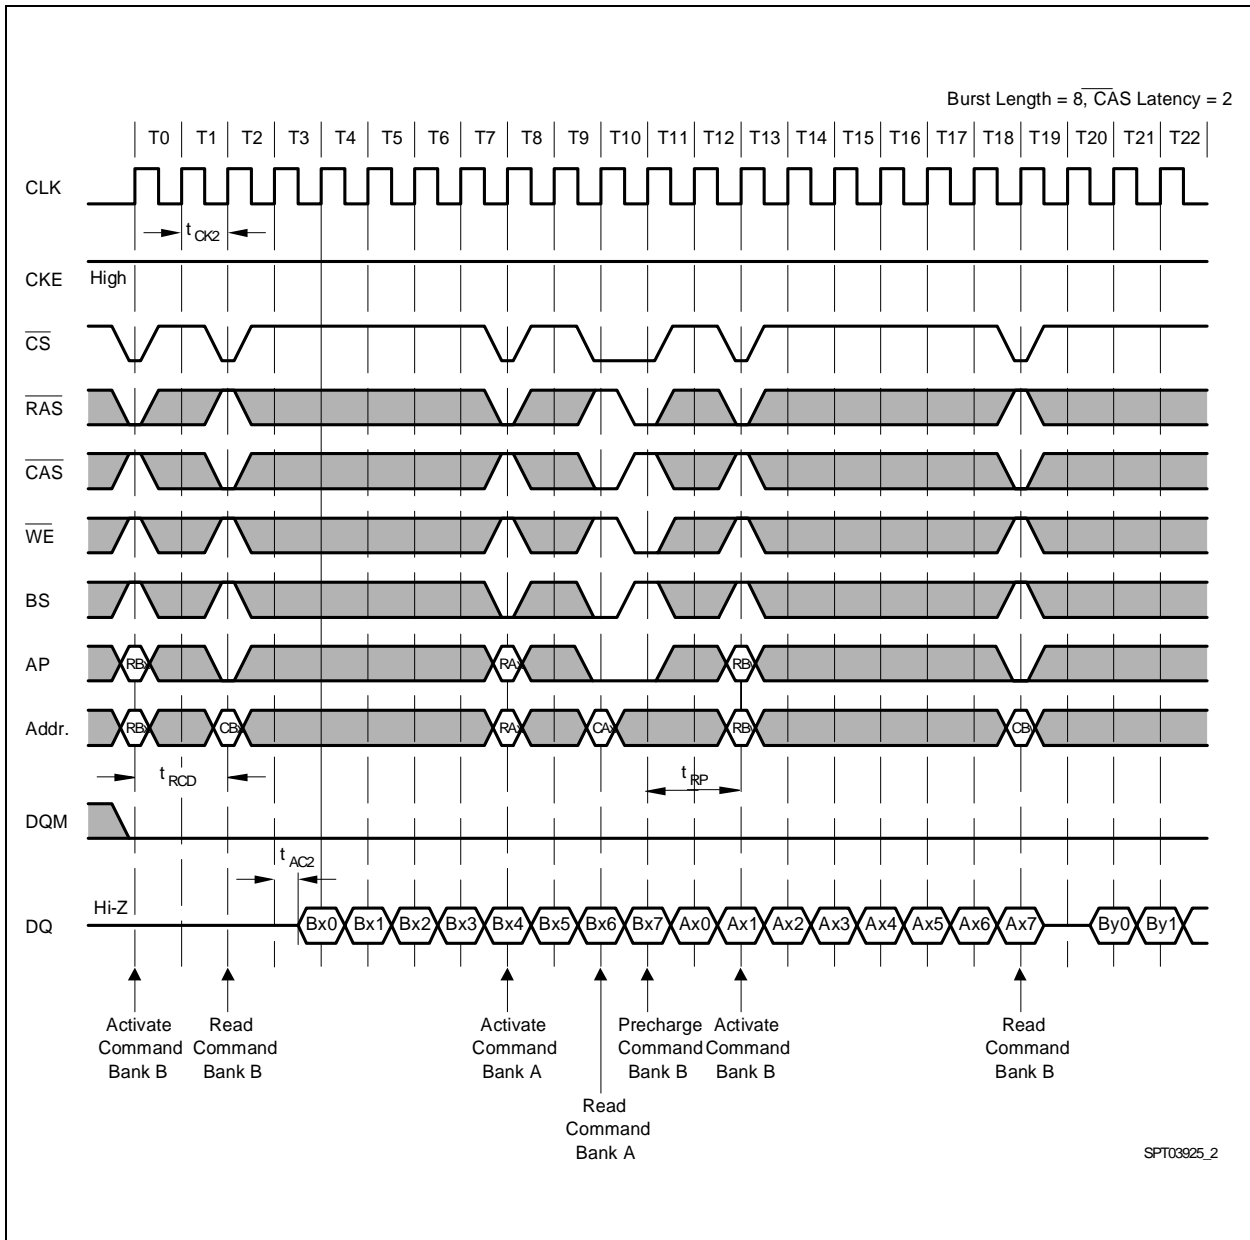 Burst Length = 8, CAS Latency = 2
T0 T1 T2 T3 T4 T5 T6 T7 T8 T9 T10 T11 T12 T13 T14 T15 T16 T17 T18 T19 T20 T21 T22
CLK
t CK2
CKE High
CS
RAS
CAS
WE
BS
AP RBx RAx RBy
Addr. RBx CBx RAx CAx RBy CBy
t RCD t RP
DQM
t AC2
Hi-Z
DQ Bx0 Bx1 Bx2 Bx3 Bx4 Bx5 Bx6 Bx7 Ax0 Ax1 Ax2 Ax3 Ax4 Ax5 Ax6 Ax7 By0 By1
Activate
Command
Bank B
Read
Command
Bank B
Activate
Command
Bank A
Read
Command
Bank A
Precharge
Command
Bank B
Activate
Command
Bank B
Read
Command
Bank B
SPT03925_2